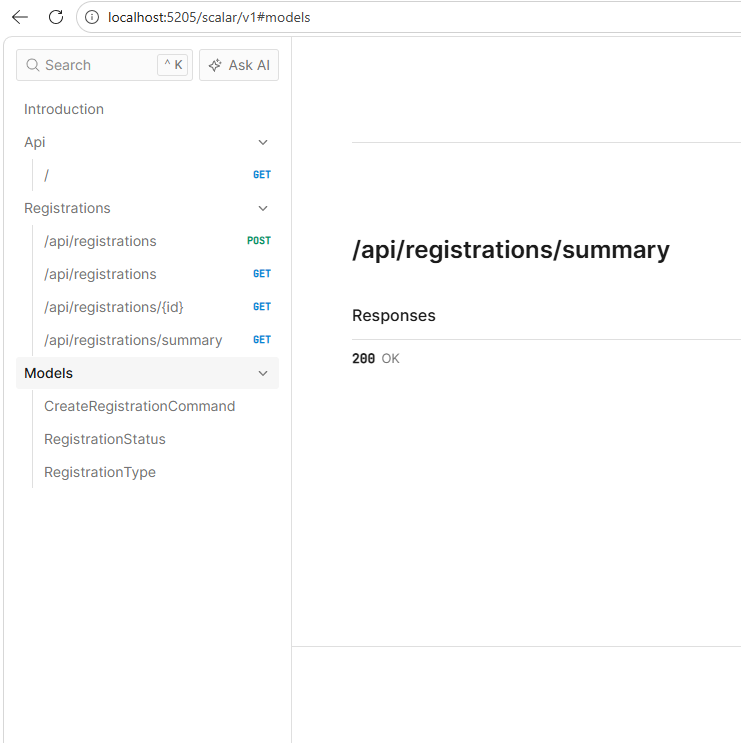 localhost:5205/scalar/v1#models
Search ^ K Ask AI
Introduction
Api
/ GET
Registrations
/api/registrations POST
/api/registrations GET
/api/registrations/{id} GET
/api/registrations/summary GET
Models
CreateRegistrationCommand
RegistrationStatus
RegistrationType
/api/registrations/summary
Responses
200 OK